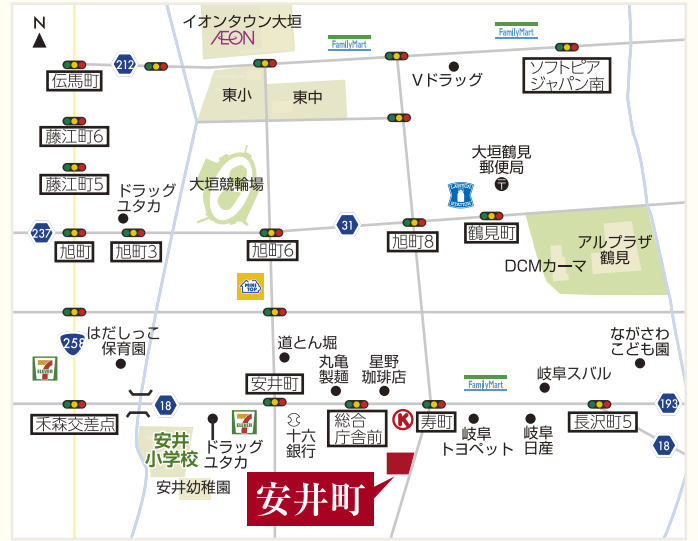 N
イオンタウン大垣
ÆON
FamilyMart
FamilyMart
212
伝馬町
Vドラッグ
ソフトピア
ジャパン南
東小
東中
藤江町6
藤江町5
大垣鶴見
郵便局
〒
ドラッグ
ユタカ
大垣競輪場
LAWSON
STATION
237
旭町
旭町3
旭町6
31
旭町8
鶴見町
アルプラザ
鶴見
DCMカーマ
MINI
STOP
258
はだしっこ
保育園
道とん堀
ながさわ
こども園
7
ELEVEN
丸亀
製麺
星野
珈琲店
安井町
FamilyMart
岐阜スバル
18
193
禾森交差点
7
ELEVEN
十六
銀行
総合
庁舎前
K
寿町
岐阜
トヨペット
岐阜
日産
長沢町5
18
安井
小学校
ドラッグ
ユタカ
安井幼稚園
安井町